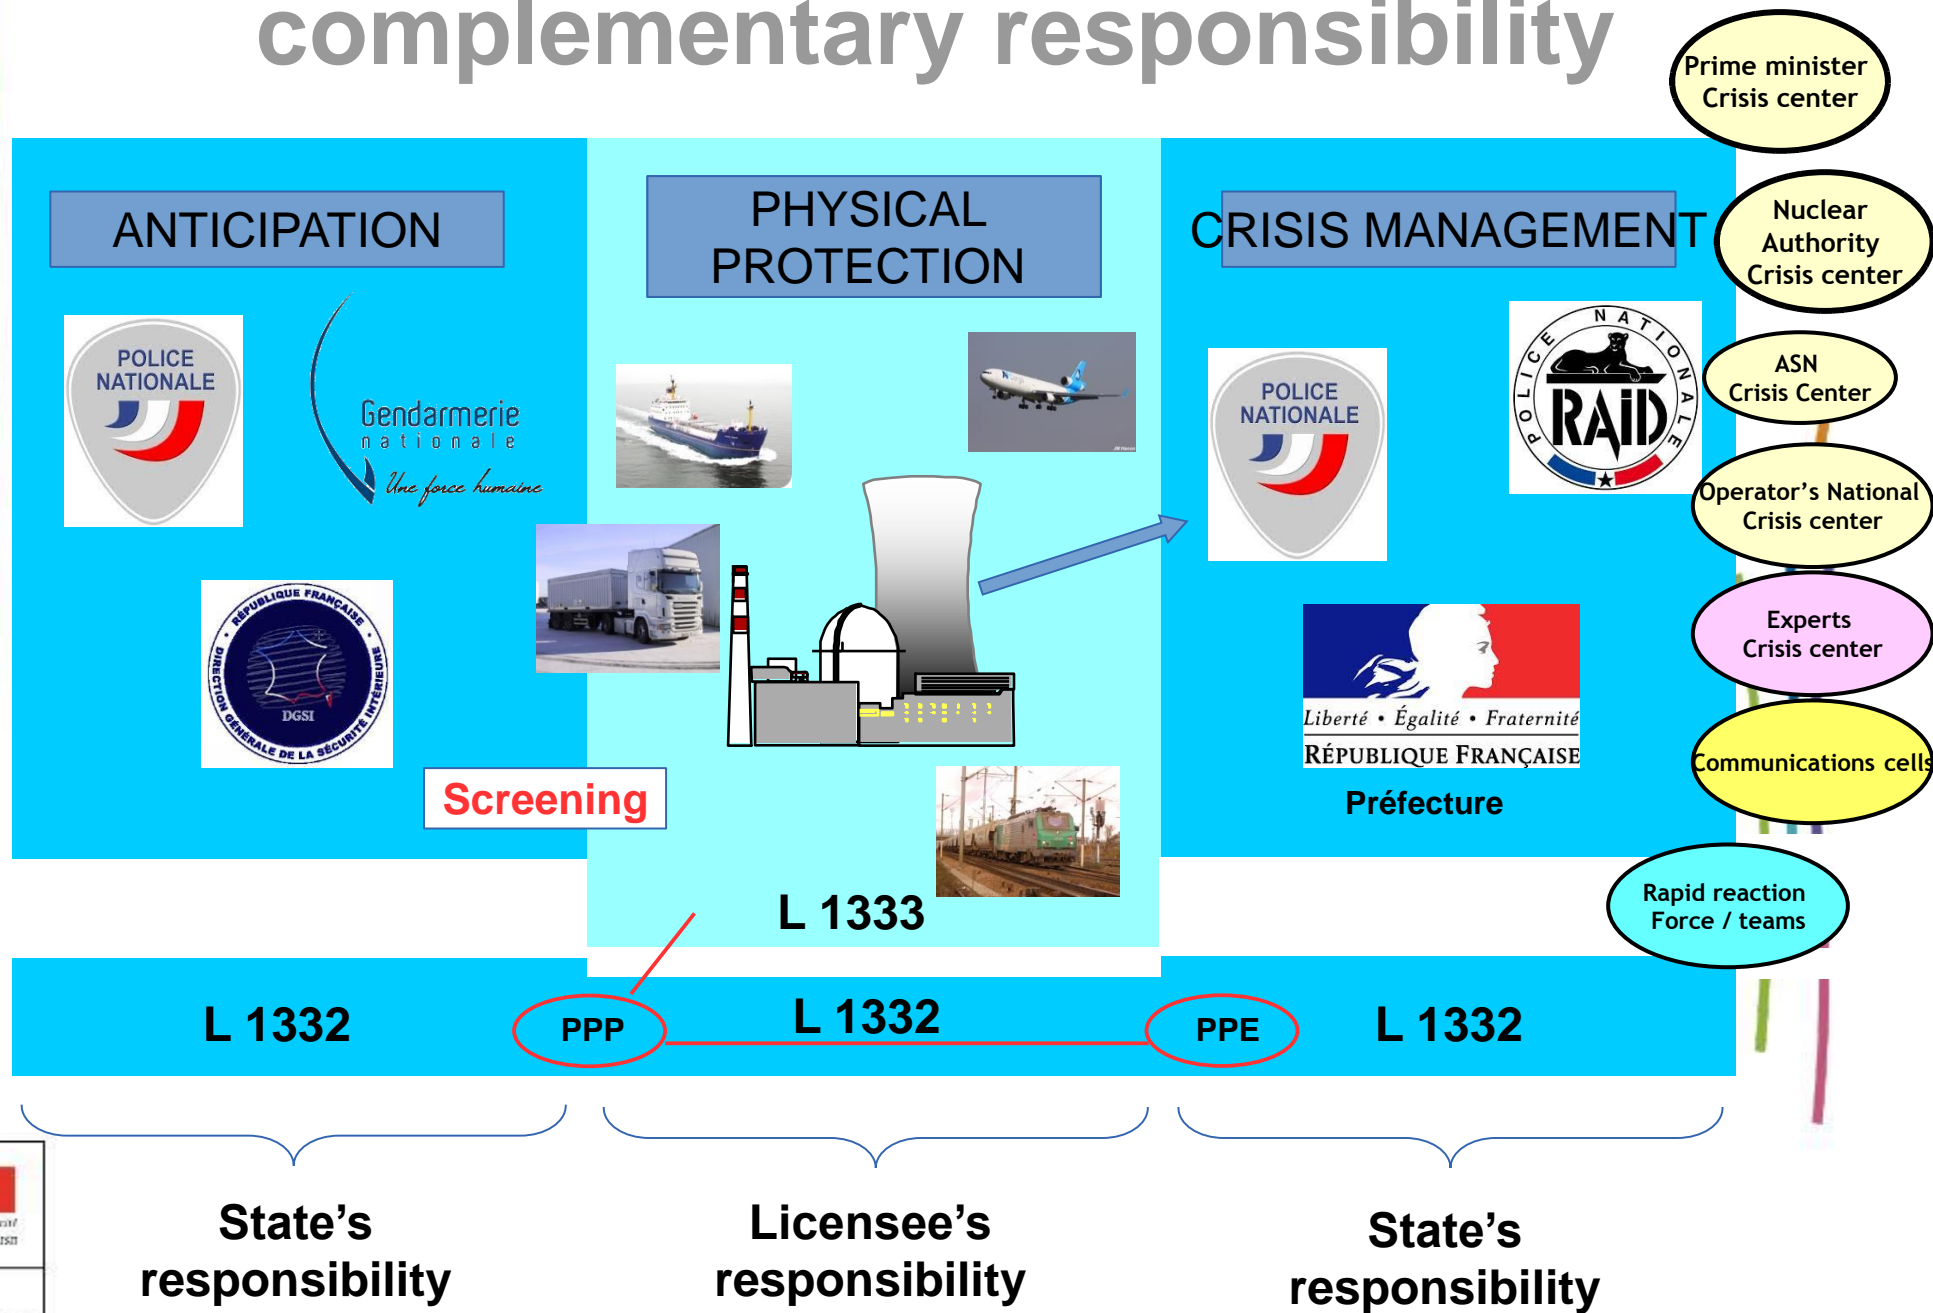 complementary responsibility
Prime minister
Crisis center
ANTICIPATION
PHYSICAL
PROTECTION
CRISIS MANAGEMENT
Nuclear
Authority
Crisis center
POLICE
NATIONALE
Gendarmerie
nationale
Une force humaine
POLICE
NATIONALE
POLICE NATIONALE
RAID
ASN
Crisis Center
Operator's National
Crisis center
RÉPUBLIQUE FRANÇAISE
DIRECTION GÉNÉRALE DE LA SÉCURITÉ INTÉRIEURE
DGSI
Experts
Crisis center
Liberté • Égalité • Fraternité
RÉPUBLIQUE FRANÇAISE
Préfecture
Communications cells
Screening
Rapid reaction
Force / teams
L 1333
L 1332
PPP
L 1332
PPE
L 1332
State's
responsibility
Licensee's
responsibility
State's
responsibility